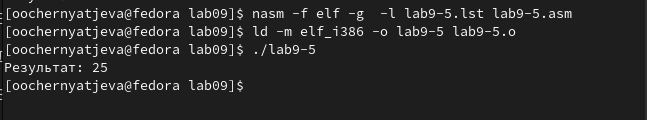 [oochernyatjeva@fedora lab09]$ nasm -f elf -g  -l lab9-5.lst lab9-5.asm
[oochernyatjeva@fedora lab09]$ ld -m elf_i386 -o lab9-5 lab9-5.o
[oochernyatjeva@fedora lab09]$ ./lab9-5
Результат: 25
[oochernyatjeva@fedora lab09]$